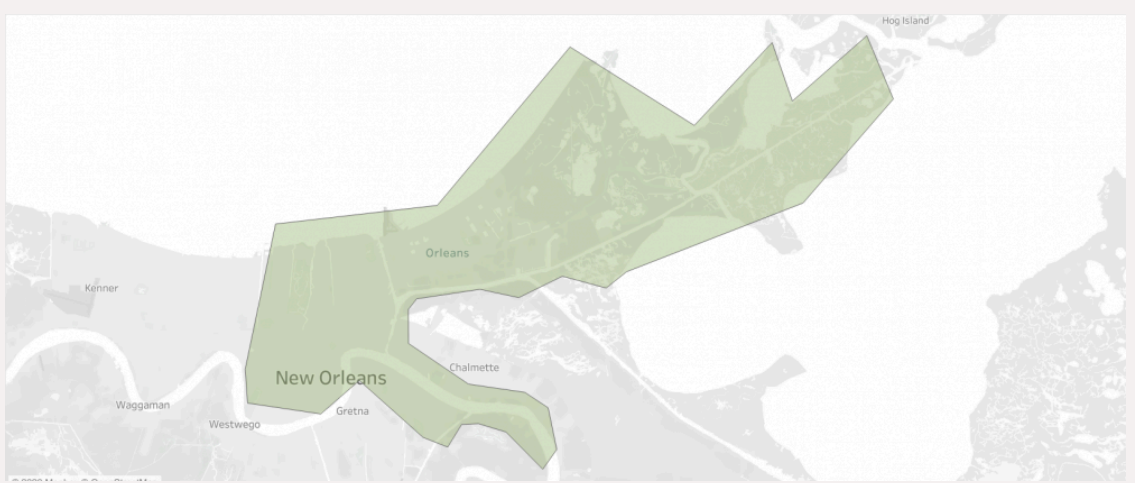 Hog Island
Orleans
Kenner
Chalmette
New Orleans
Waggaman
Gretna
Westwego